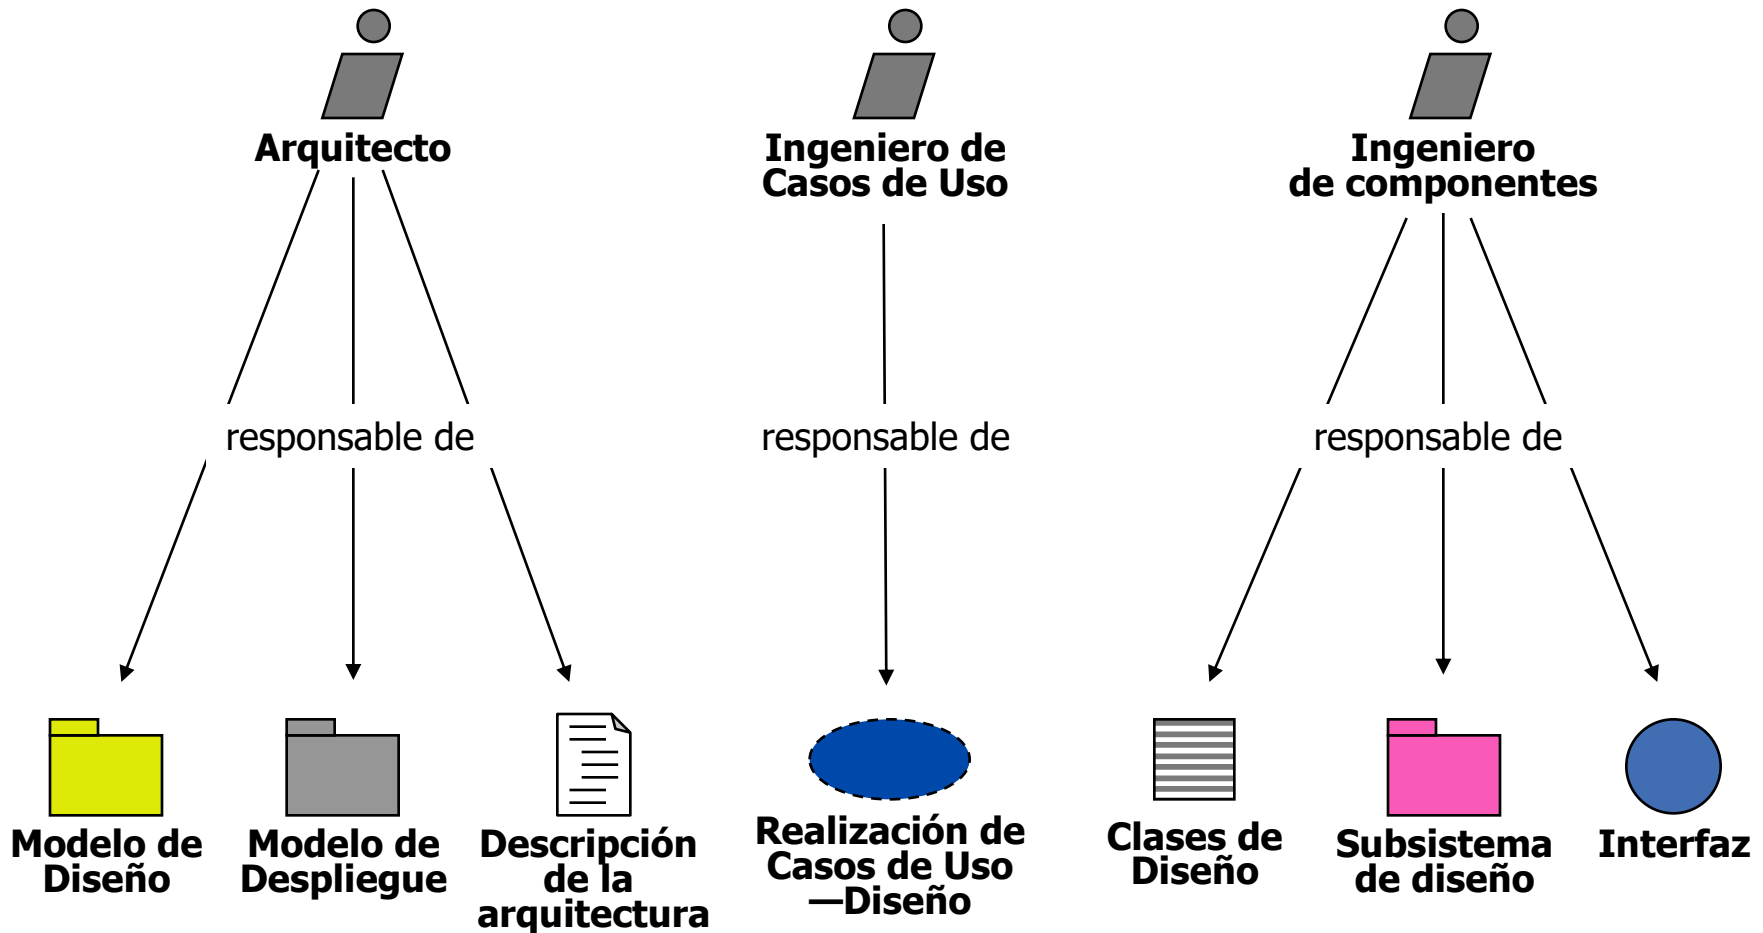 Arquitecto
Ingeniero de
Casos de Uso
Ingeniero
de componentes
responsable de
responsable de
responsable de
Modelo de
Diseño
Modelo de
Despliegue
Descripción
de la
arquitectura
Realización de
Casos de Uso
—Diseño
Clases de
Diseño
Subsistema
de diseño
Interfaz